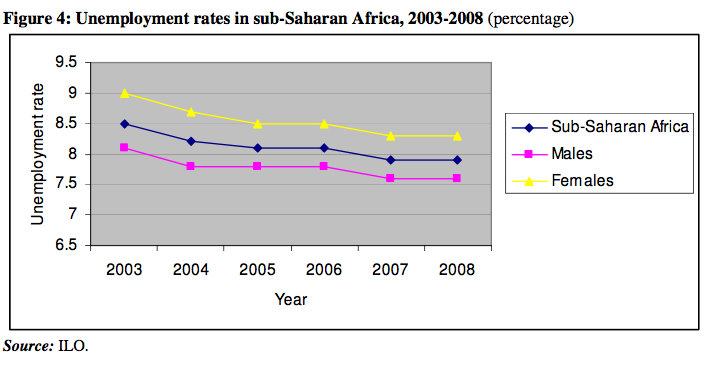 Figure 4: Unemployment rates in sub-Saharan Africa, 2003-2008 (percentage)
9.5
9
8.5
8
7.5
7
6.5
Unemployment rate
2003 2004 2005 2006 2007 2008
Year
Sub-Saharan Africa
Males
Females
Source: ILO.